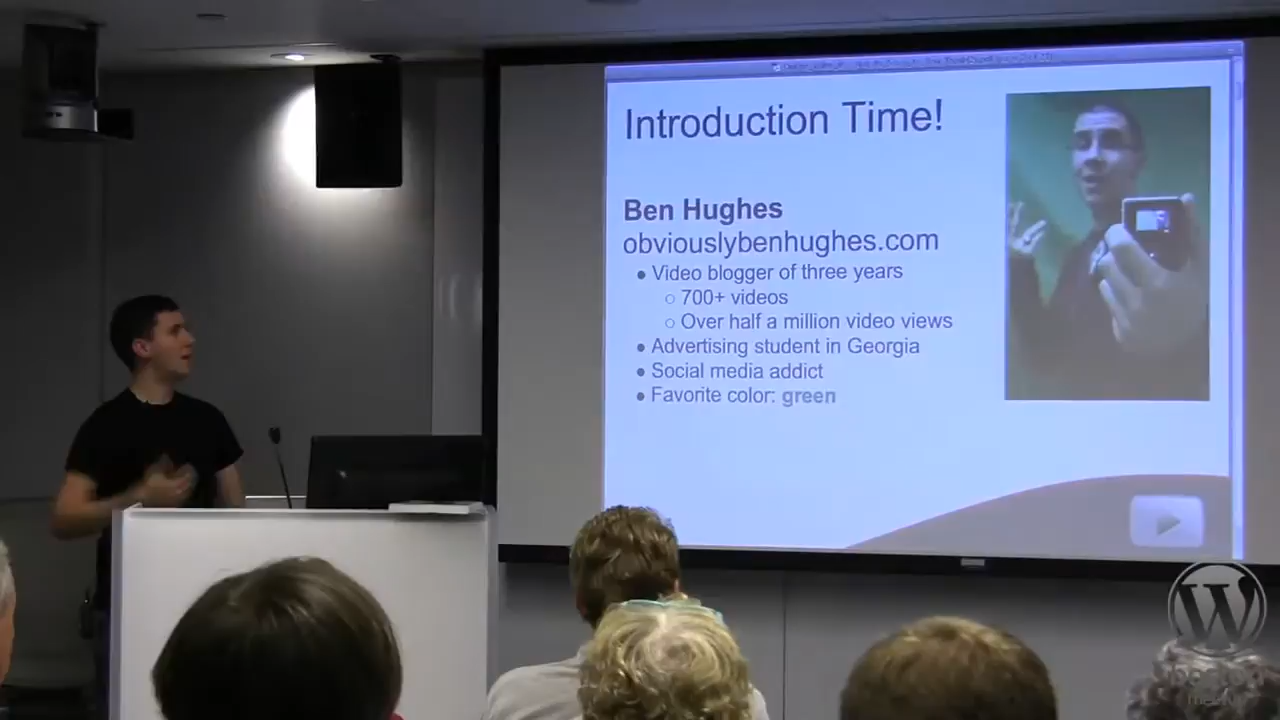 Introduction Time!
Ben Hughes
obviouslybenhughes.com
• Video blogger of three years
○ 700+ videos
○ Over half a million video views
• Advertising student in Georgia
• Social media addict
• Favorite color: green